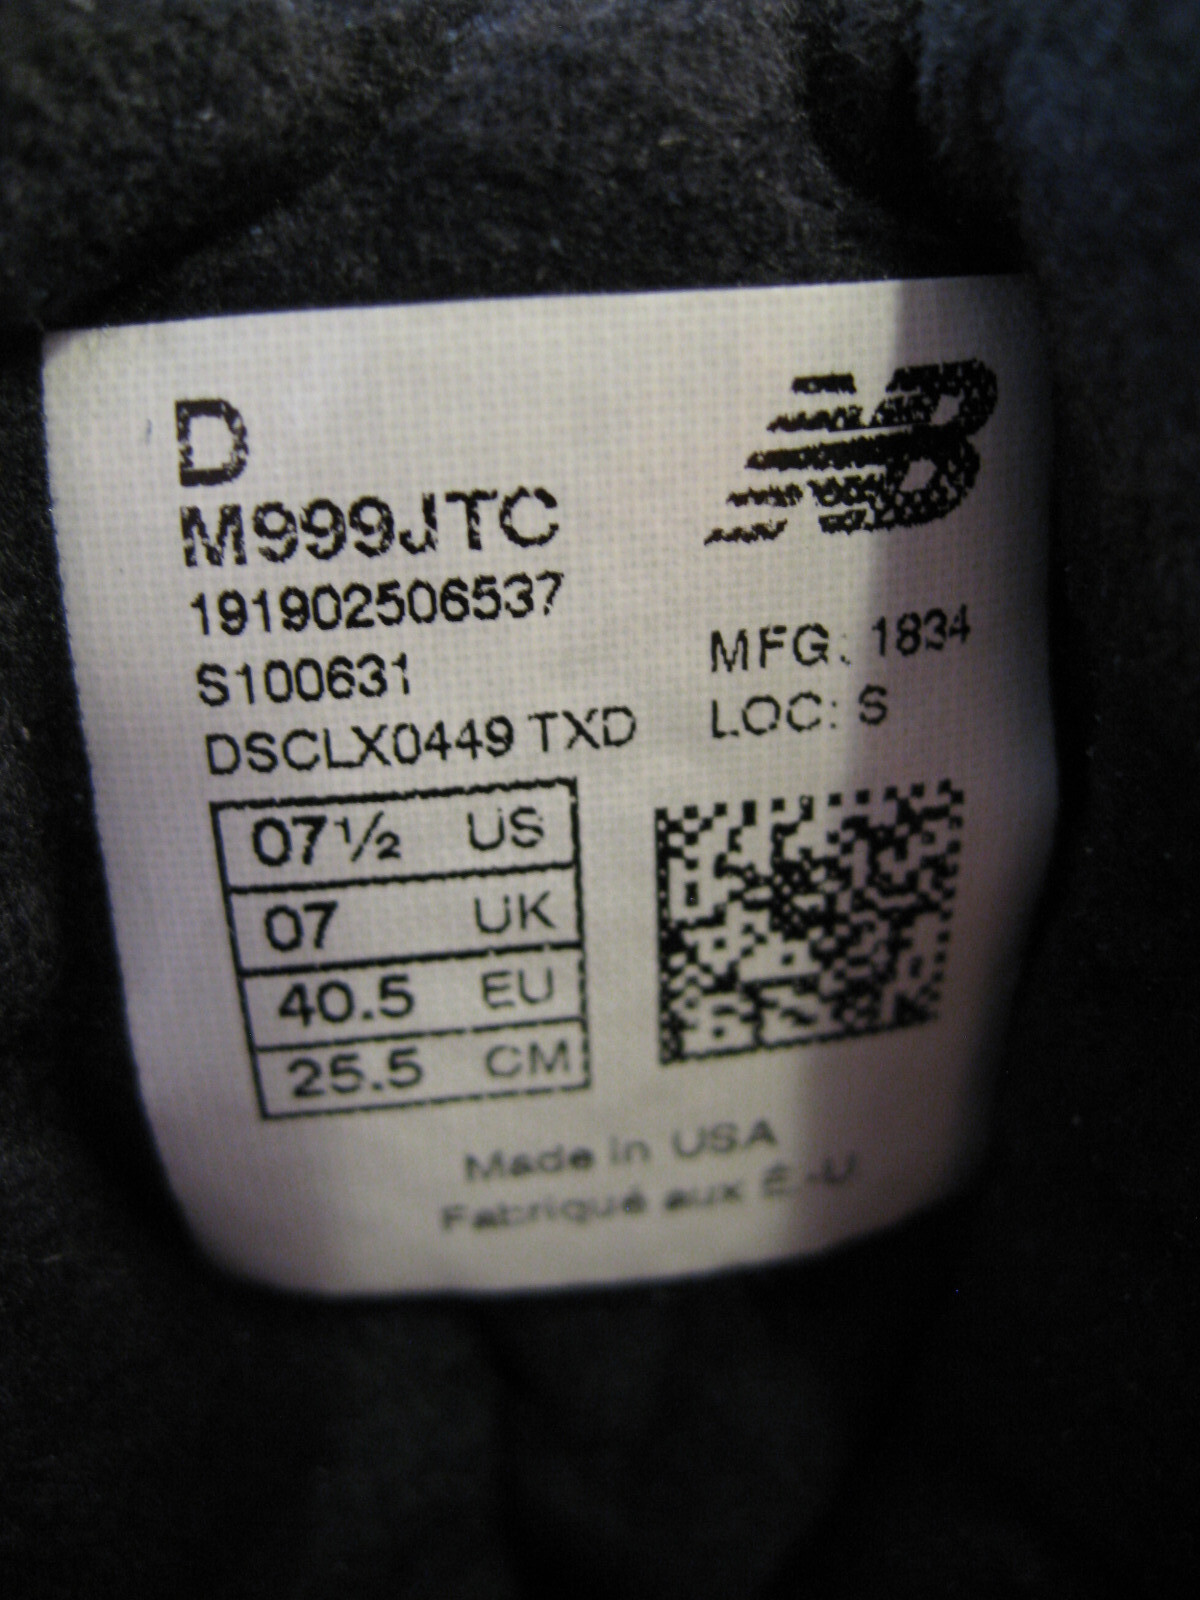 D
NB
M999JTC
191902506537
S100631
MFG: 1834
DSCLX0449 TXD
LOC: S
07½ US
07 UK
40.5 EU
25.5 CM
Made in USA
Fabriqué aux É.-U